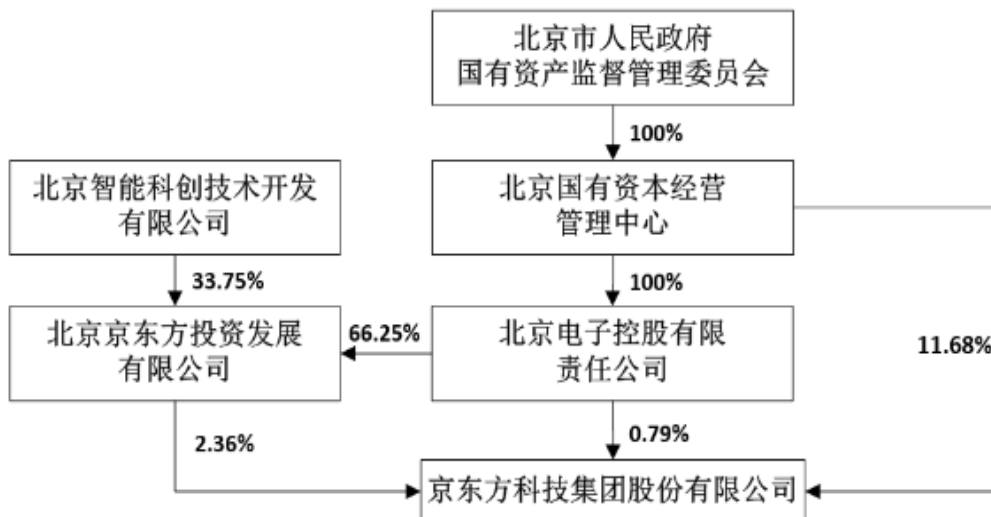 北京市人民政府
国有资产监督管理委员会
100%
北京智能科创技术开发
有限公司
北京国有资本经营
管理中心
33.75%
100%
北京京东方投资发展
有限公司
66.25%
北京电子控股有限
责任公司
11.68%
2.36%
0.79%
京东方科技集团股份有限公司